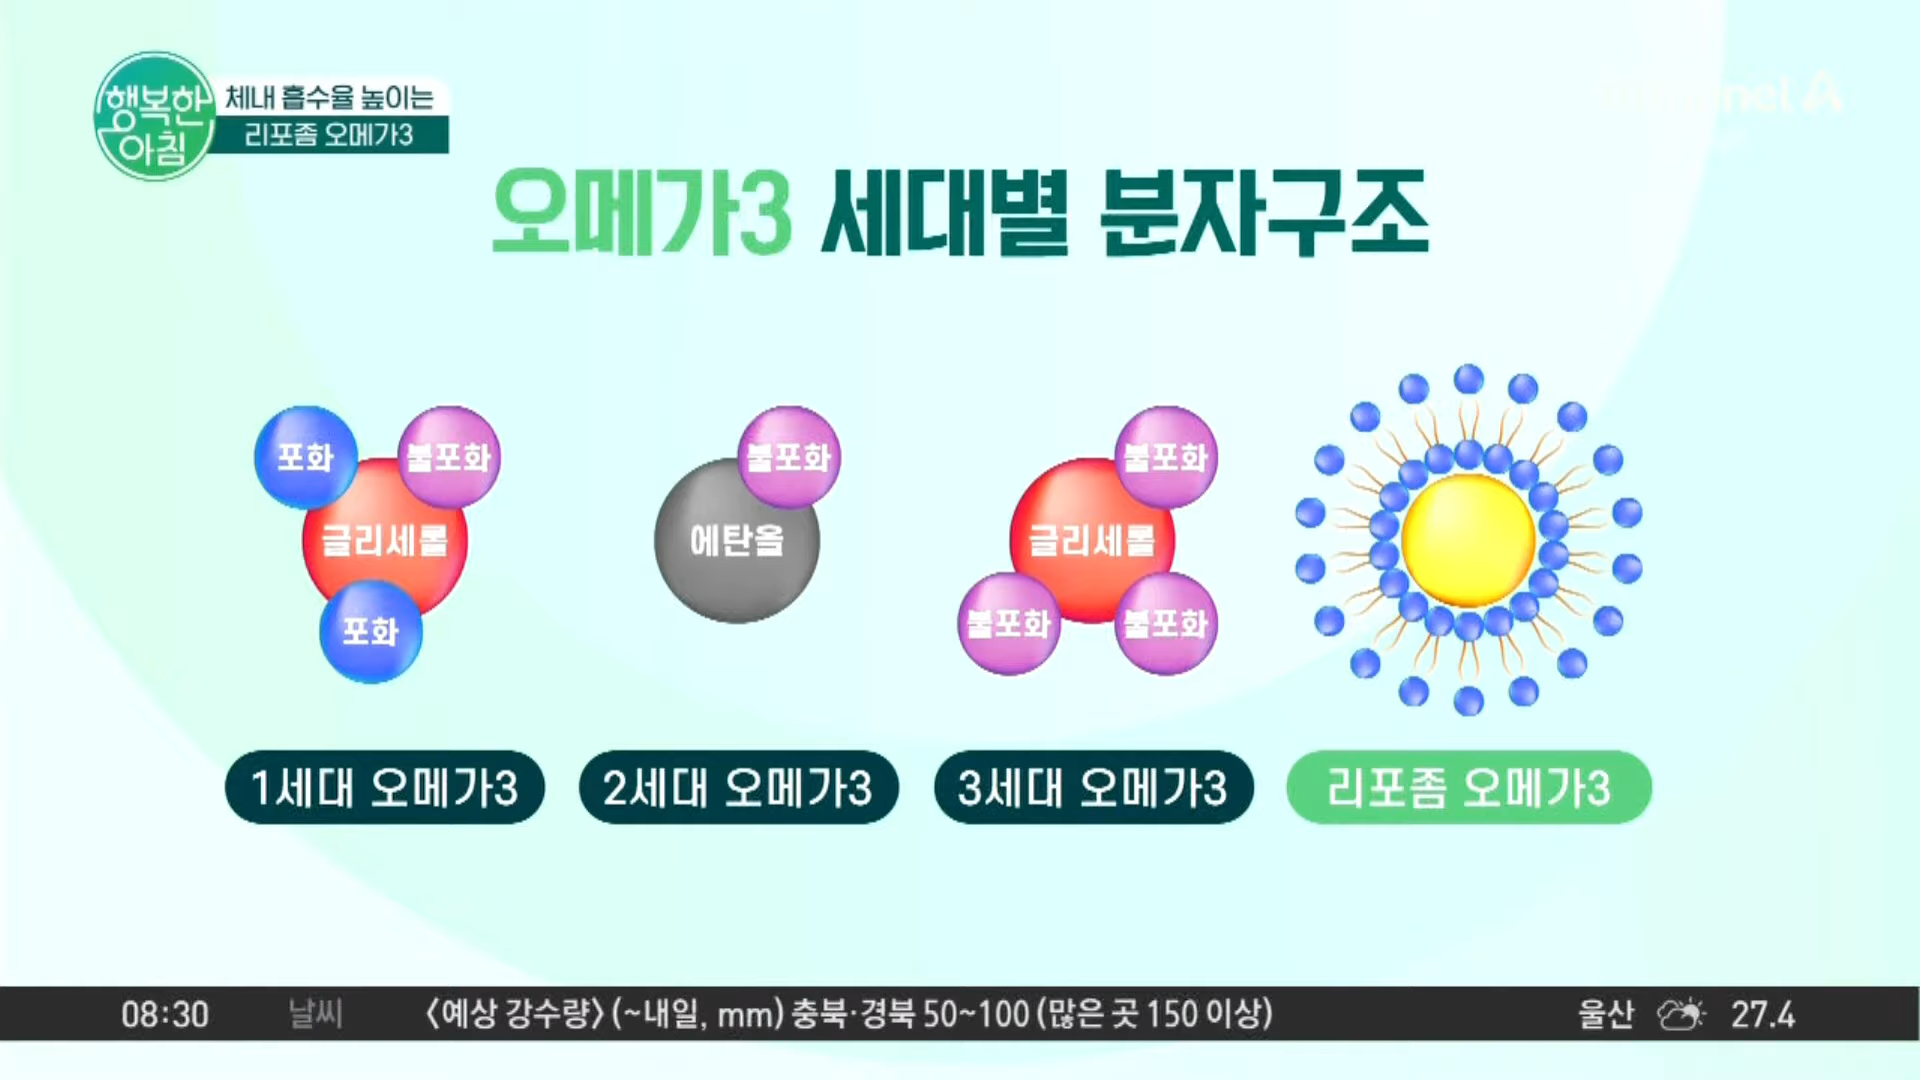 행복한
아침
체내 흡수율 높이는
리포좀 오메가3
Channel A
오메가3 세대별 분자구조
포화
불포화
글리세롤
포화
불포화
에탄올
불포화
글리세롤
불포화
불포화
1세대 오메가3
2세대 오메가3
3세대 오메가3
리포좀 오메가3
08:30 날씨 〈예상 강수량〉(~내일, mm) 충북·경북 50~100 (많은 곳 150 이상) 울산 27.4